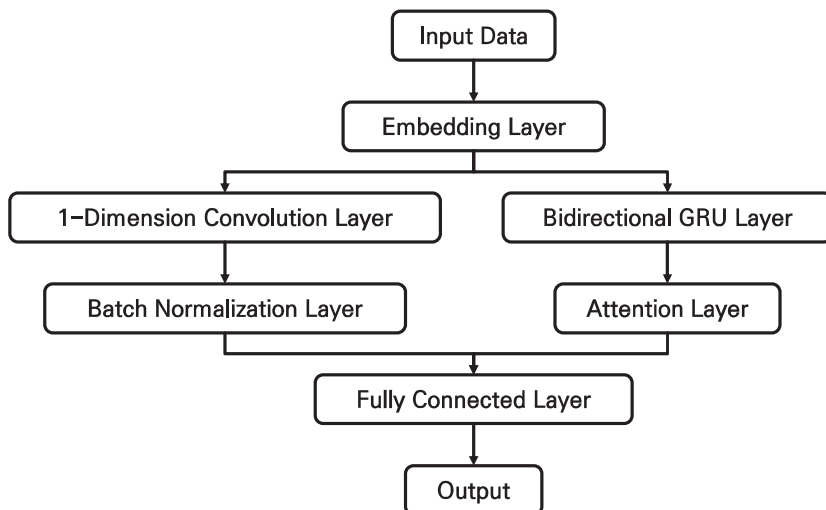 Input Data
Embedding Layer
1-Dimension Convolution Layer
Bidirectional GRU Layer
Batch Normalization Layer
Attention Layer
Fully Connected Layer
Output